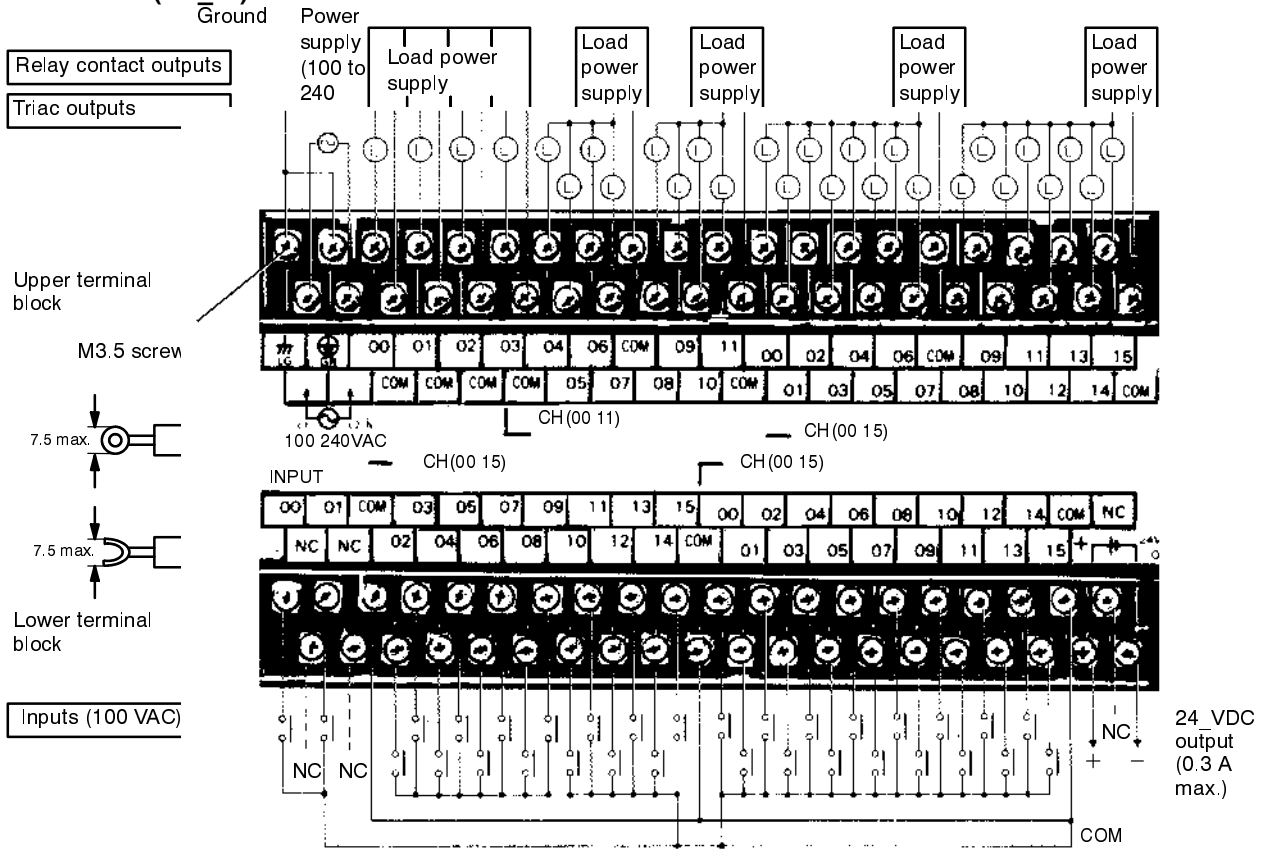 Ground
Power
supply
(100 to
240
Load power
supply
Load
power
supply
Load
power
supply
Load
power
supply
Load
power
supply
Relay contact outputs
Triac outputs
Upper terminal
block
M3.5 screw
LG
00 01 02 03 04 06 COM 09 11 00 02 04 06 COM 09 11 13 15
COM COM COM COM 05 07 08 10 COM 01 03 05 07 08 10 12 14 COM
100 240VAC
CH(00 11)
CH(00 15)
7.5 max.
CH(00 15)
CH(00 15)
INPUT
00 01 COM 03 05 07 09 11 13 15 00 02 04 06 08 10 12 14 COM NC
NC NC 02 04 06 08 10 12 14 COM 01 03 05 07 09 11 13 15 +
7.5 max.
Lower terminal
block
Inputs (100 VAC)
NC
NC
NC
+ −
24_VDC
output
(0.3 A
max.)
COM